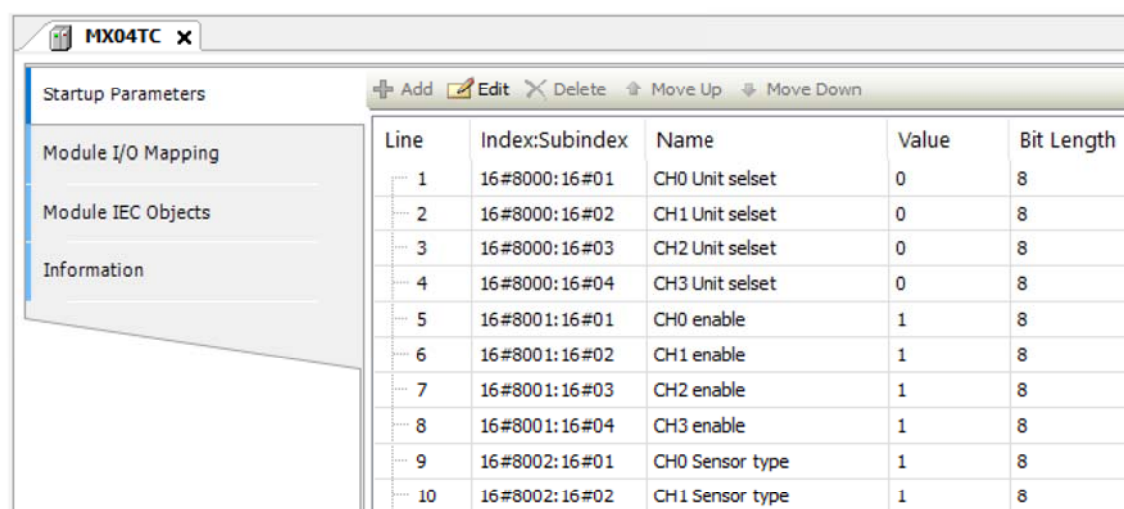 MX04TC
Startup Parameters
Module I/O Mapping
Module IEC Objects
Information
Add Edit Delete Move Up Move Down
Line Index:Subindex Name Value Bit Length
1 16#8000:16#01 CH0 Unit selset 0 8
2 16#8000:16#02 CH1 Unit selset 0 8
3 16#8000:16#03 CH2 Unit selset 0 8
4 16#8000:16#04 CH3 Unit selset 0 8
5 16#8001:16#01 CH0 enable 1 8
6 16#8001:16#02 CH1 enable 1 8
7 16#8001:16#03 CH2 enable 1 8
8 16#8001:16#04 CH3 enable 1 8
9 16#8002:16#01 CH0 Sensor type 1 8
10 16#8002:16#02 CH1 Sensor type 1 8